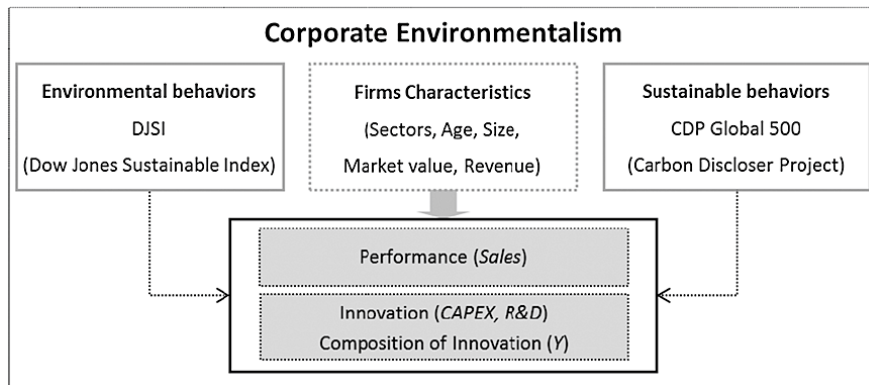 Corporate Environmentalism
Environmental behaviors
DJSI
(Dow Jones Sustainable Index)
Firms Characteristics
(Sectors, Age, Size,
Market value, Revenue)
Sustainable behaviors
CDP Global 500
(Carbon Discloser Project)
Performance (Sales)
Innovation (CAPEX, R&D)
Composition of Innovation (Y)